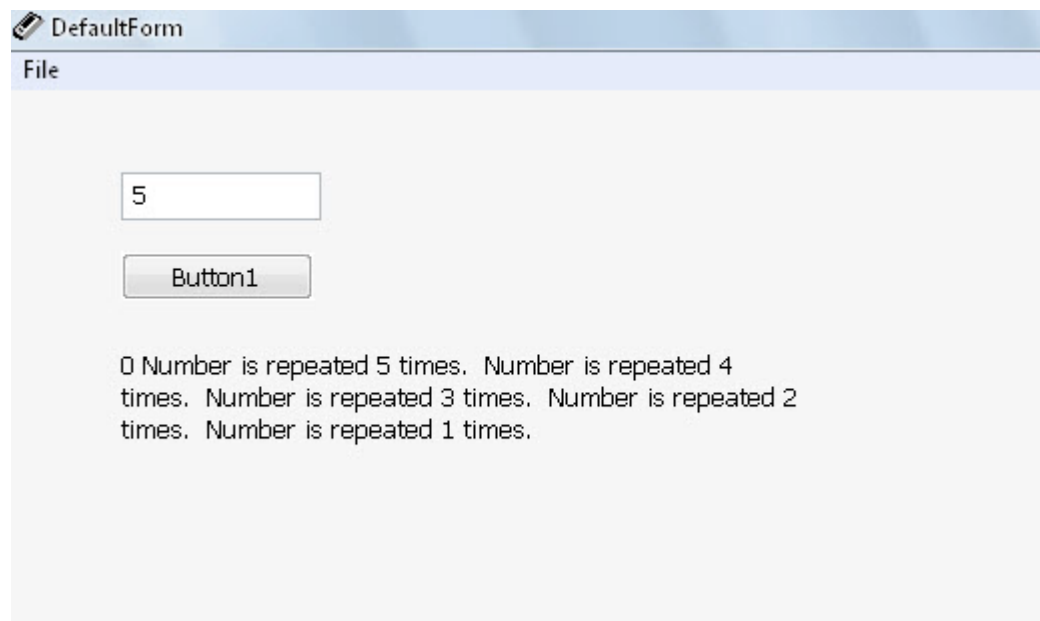 DefaultForm
File
5
Button1
0 Number is repeated 5 times.  Number is repeated 4
times.  Number is repeated 3 times.  Number is repeated 2
times.  Number is repeated 1 times.